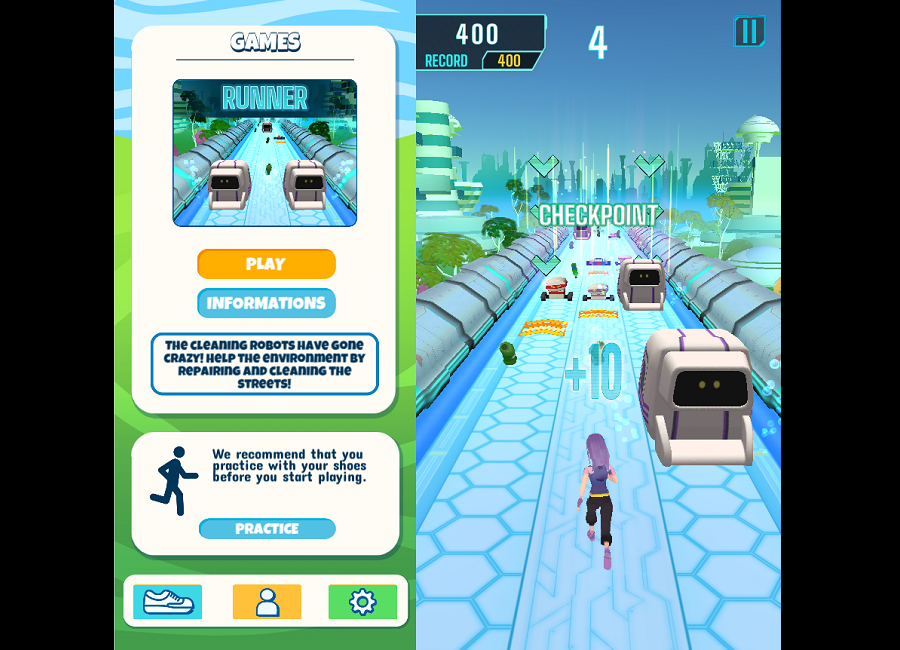 GAMES
RUNNER
PLAY
INFORMATIONS
THE CLEANING ROBOTS HAVE GONE
CRAZY! HELP THE ENVIRONMENT BY
REPAIRING AND CLEANING THE
STREETS!
We recommend that you
practice with your shoes
before you start playing.
PRACTICE
400
RECORD 400
4
CHECKPOINT
+10